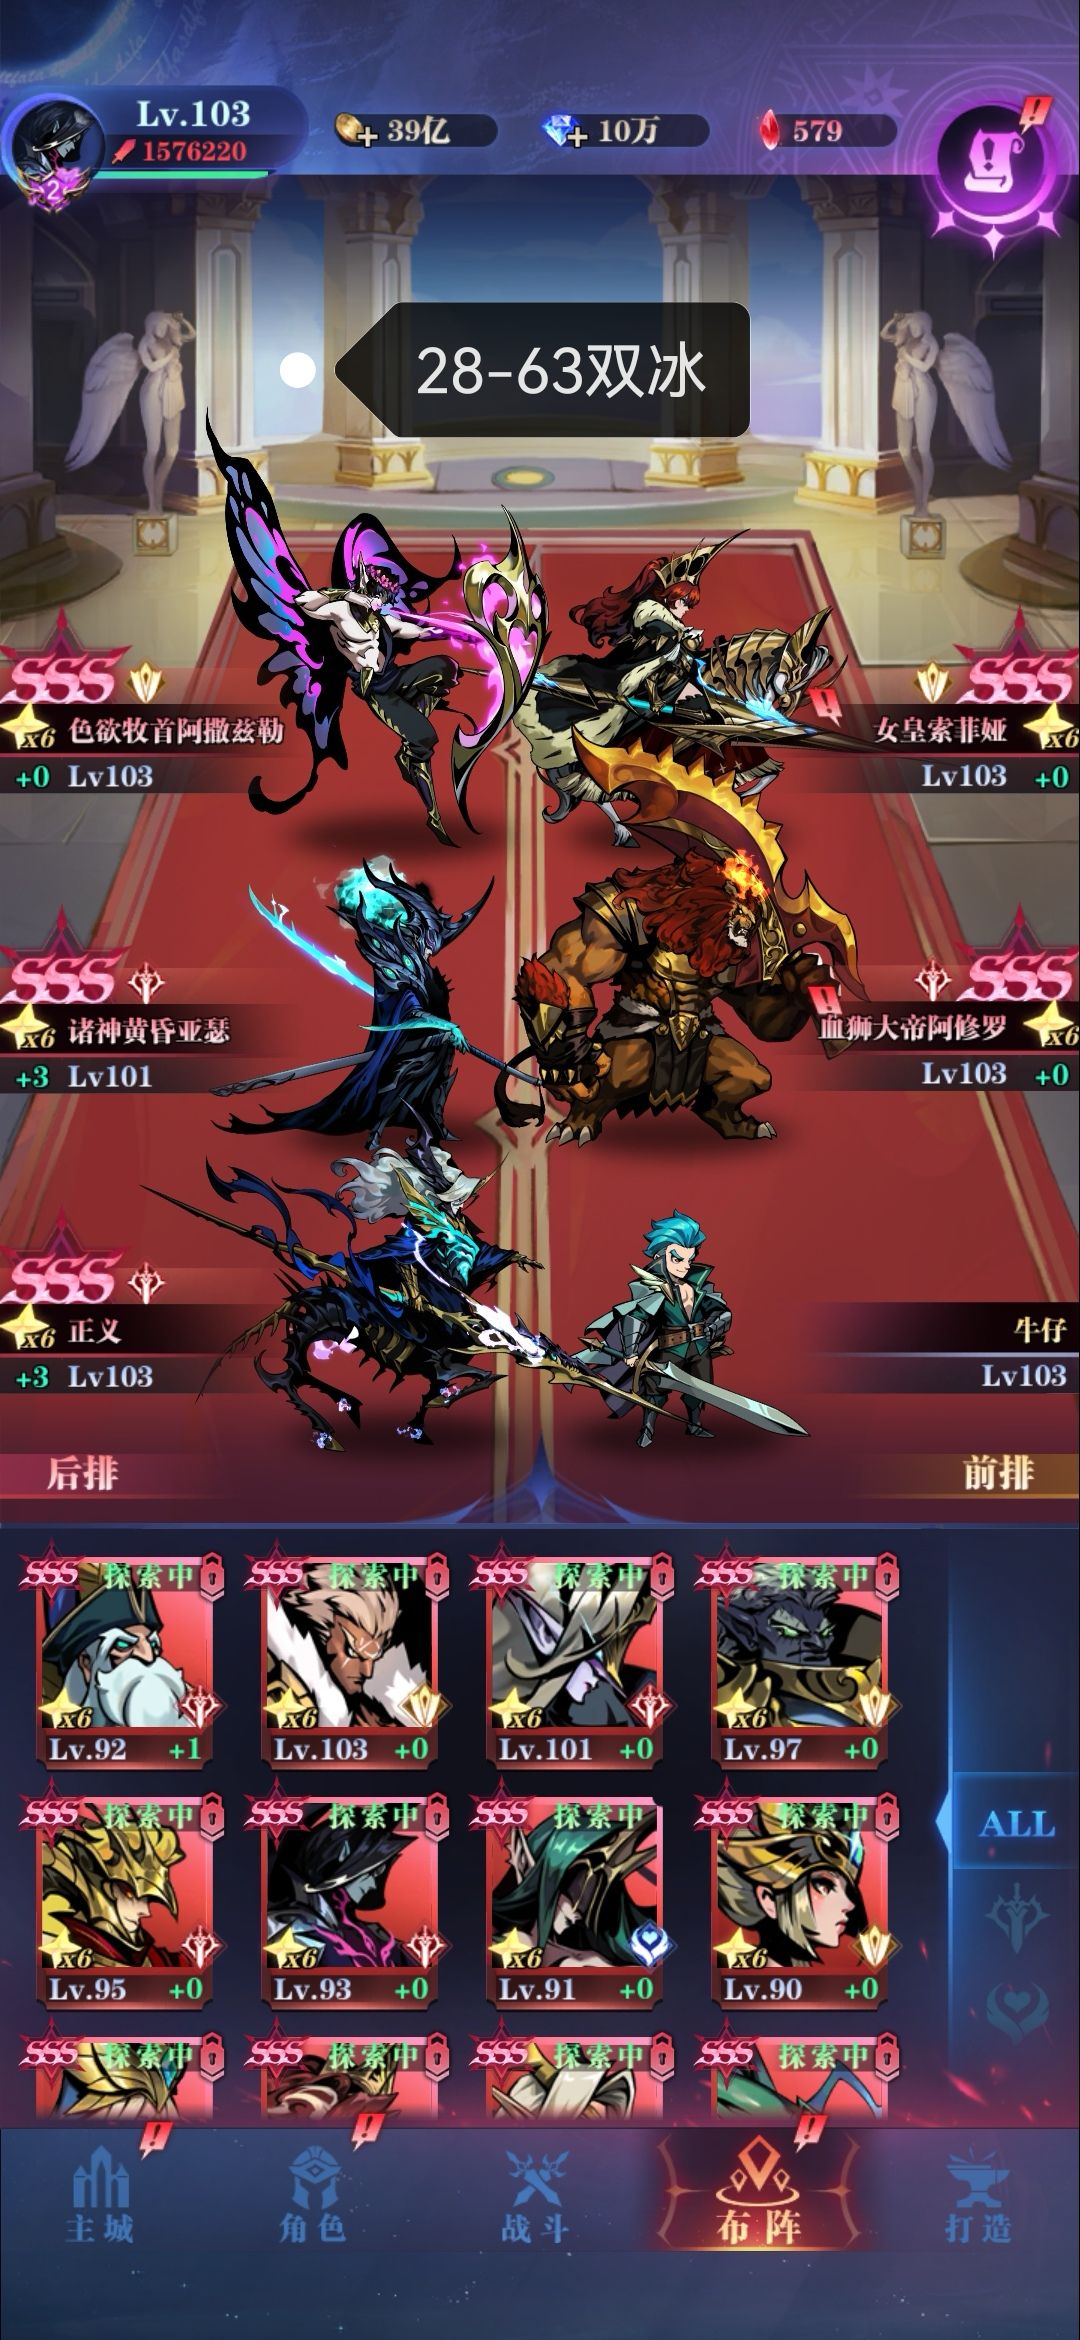 Lv.103
1576220
39亿
10万
579
2
28-63双冰
SSS
x6 色欲牧首阿撒兹勒
+0 Lv103
SSS
女皇索菲娅 x6
Lv103 +0
SSS
x6 诸神黄昏亚瑟
+3 Lv101
SSS
血狮大帝阿修罗 x6
Lv103 +0
SSS
x6 正义
+3 Lv103
牛仔
Lv103
后排
前排
SSS 探索中
x6
Lv.92 +1
SSS 探索中
x6
Lv.103 +0
SSS 探索中
x6
Lv.101 +0
SSS 探索中
x6
Lv.97 +0
SSS 探索中
x6
Lv.95 +0
SSS 探索中
x6
Lv.93 +0
SSS 探索中
x6
Lv.91 +0
SSS 探索中
x6
Lv.90 +0
ALL
SSS 探索中
SSS 探索中
SSS 探索中
SSS 探索中
主城
角色
战斗
布阵
打造